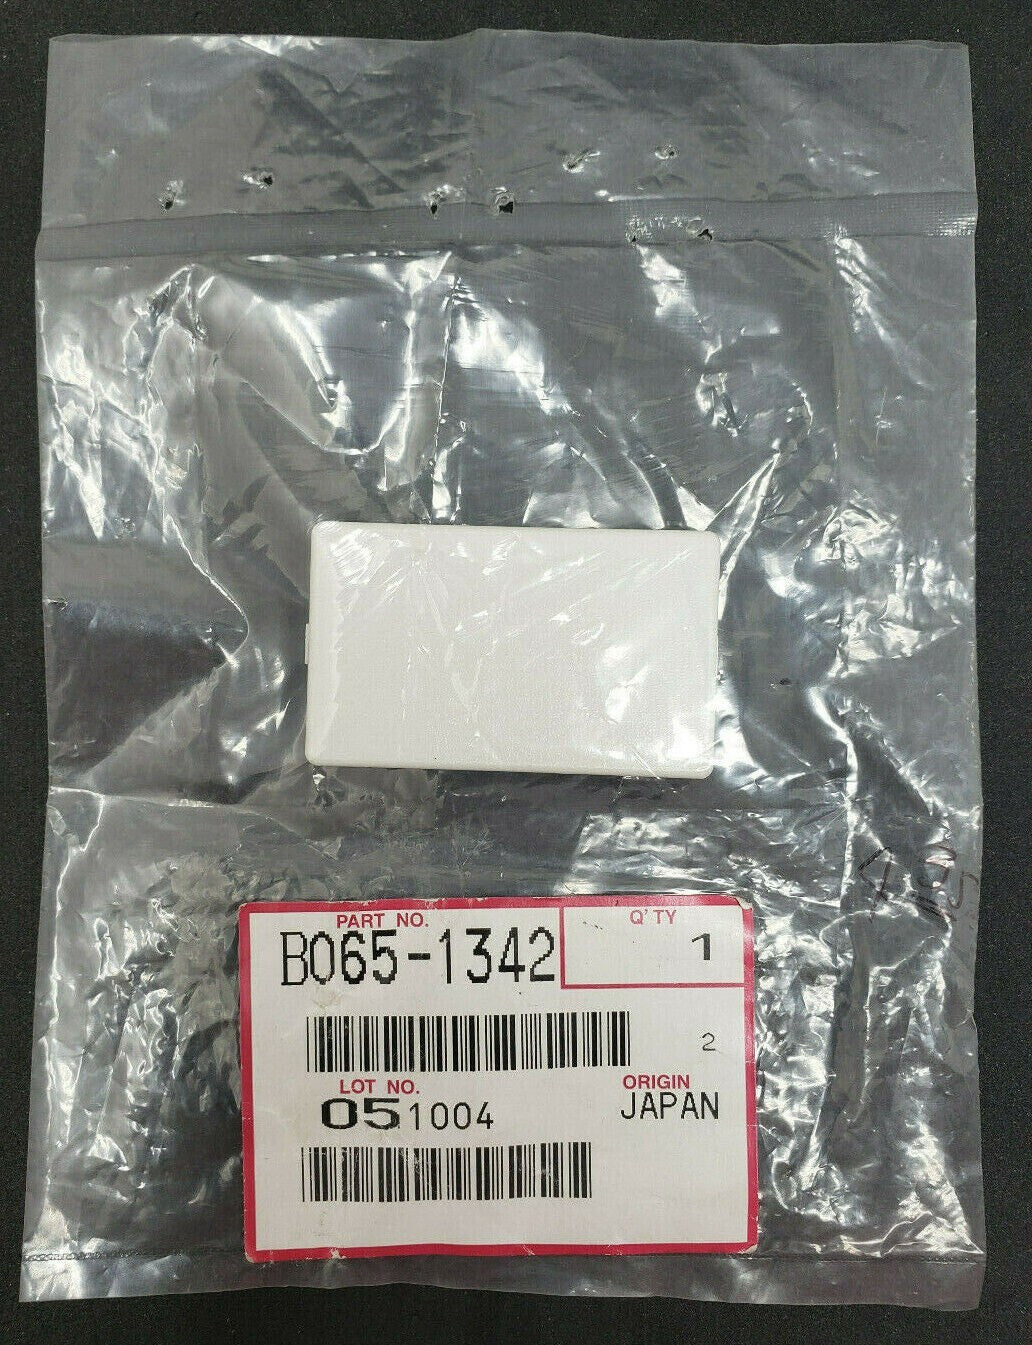 PART NO.
B065-1342
Q'TY
1
2
LOT NO.
051004
ORIGIN
JAPAN